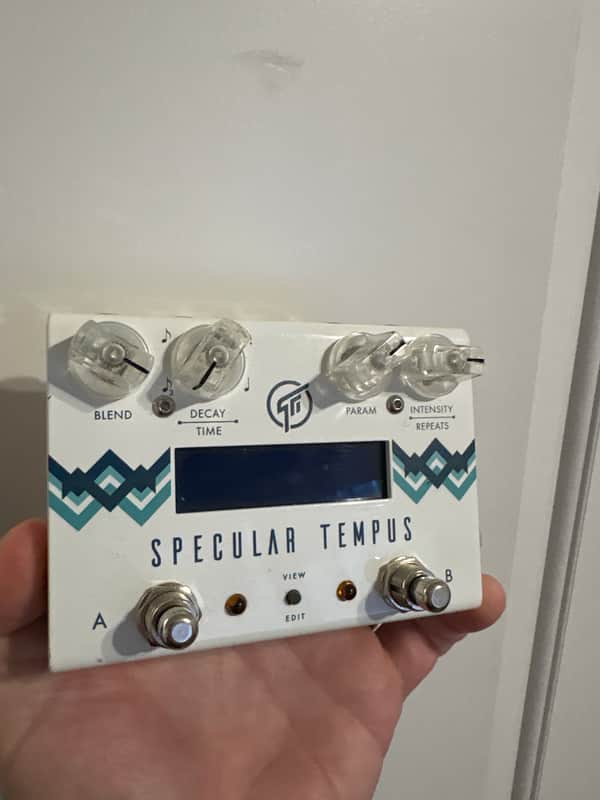 BLEND
DECAY
TIME
PARAM
INTENSITY
REPEATS
SPECULAR TEMPUS
A
VIEW
EDIT
B